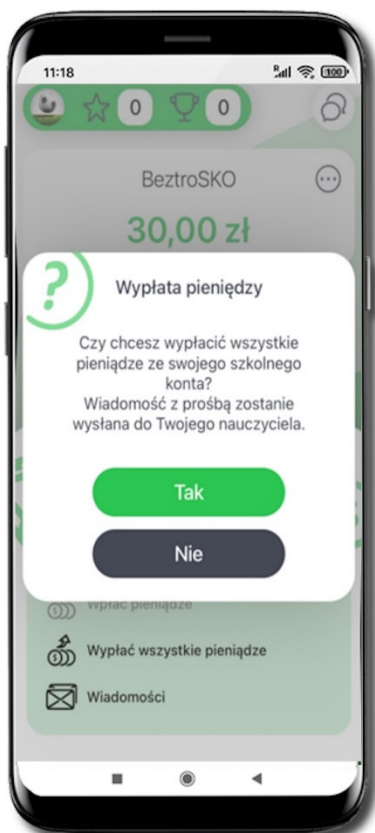 11:18
R
100
0
0
BeztroSKO
30,00 zł
?
Wypłata pieniędzy
Czy chcesz wypłacić wszystkie
pieniądze ze swojego szkolnego
konta?
Wiadomość z prośbą zostanie
wysłana do Twojego nauczyciela.
Tak
Nie
Wpłać pieniądze
Wypłać wszystkie pieniądze
Wiadomości